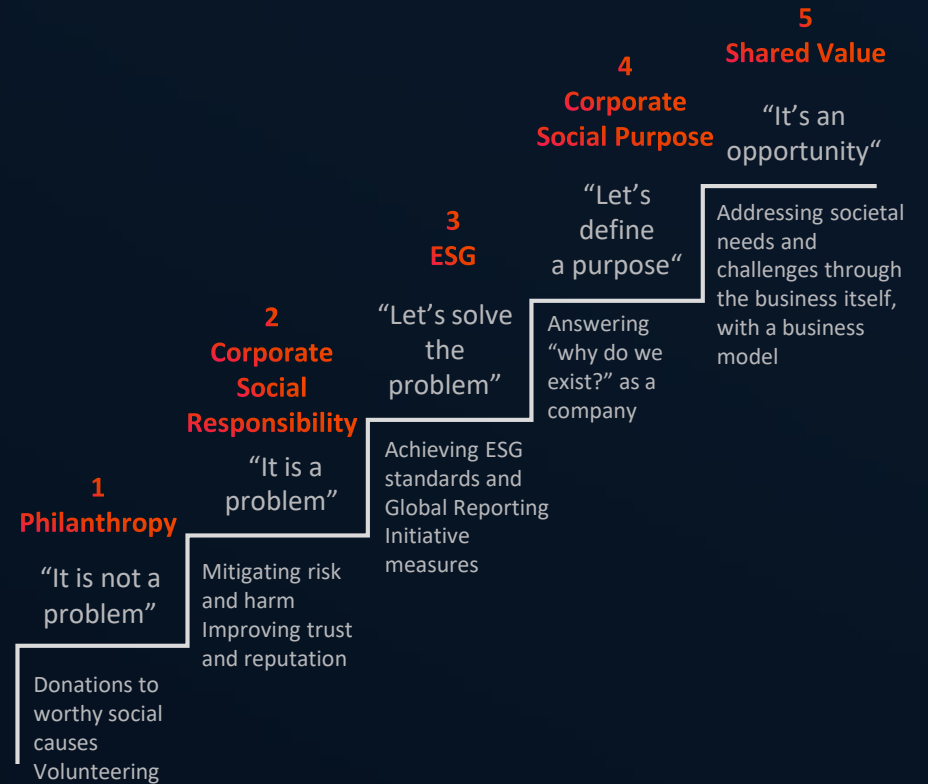 1
Philanthropy
“It is not a
problem”
Donations to
worthy social
causes
Volunteering
2
Corporate
Social
Responsibility
“It is a
problem”
Mitigating risk
and harm
Improving trust
and reputation
3
ESG
“Let’s solve
the
problem”
Achieving ESG
standards and
Global Reporting
Initiative
measures
4
Corporate
Social Purpose
“Let’s
define
a purpose“
Answering
“why do we
exist?” as a
company
5
Shared Value
“It’s an
opportunity“
Addressing societal
needs and
challenges through
the business itself,
with a business
model